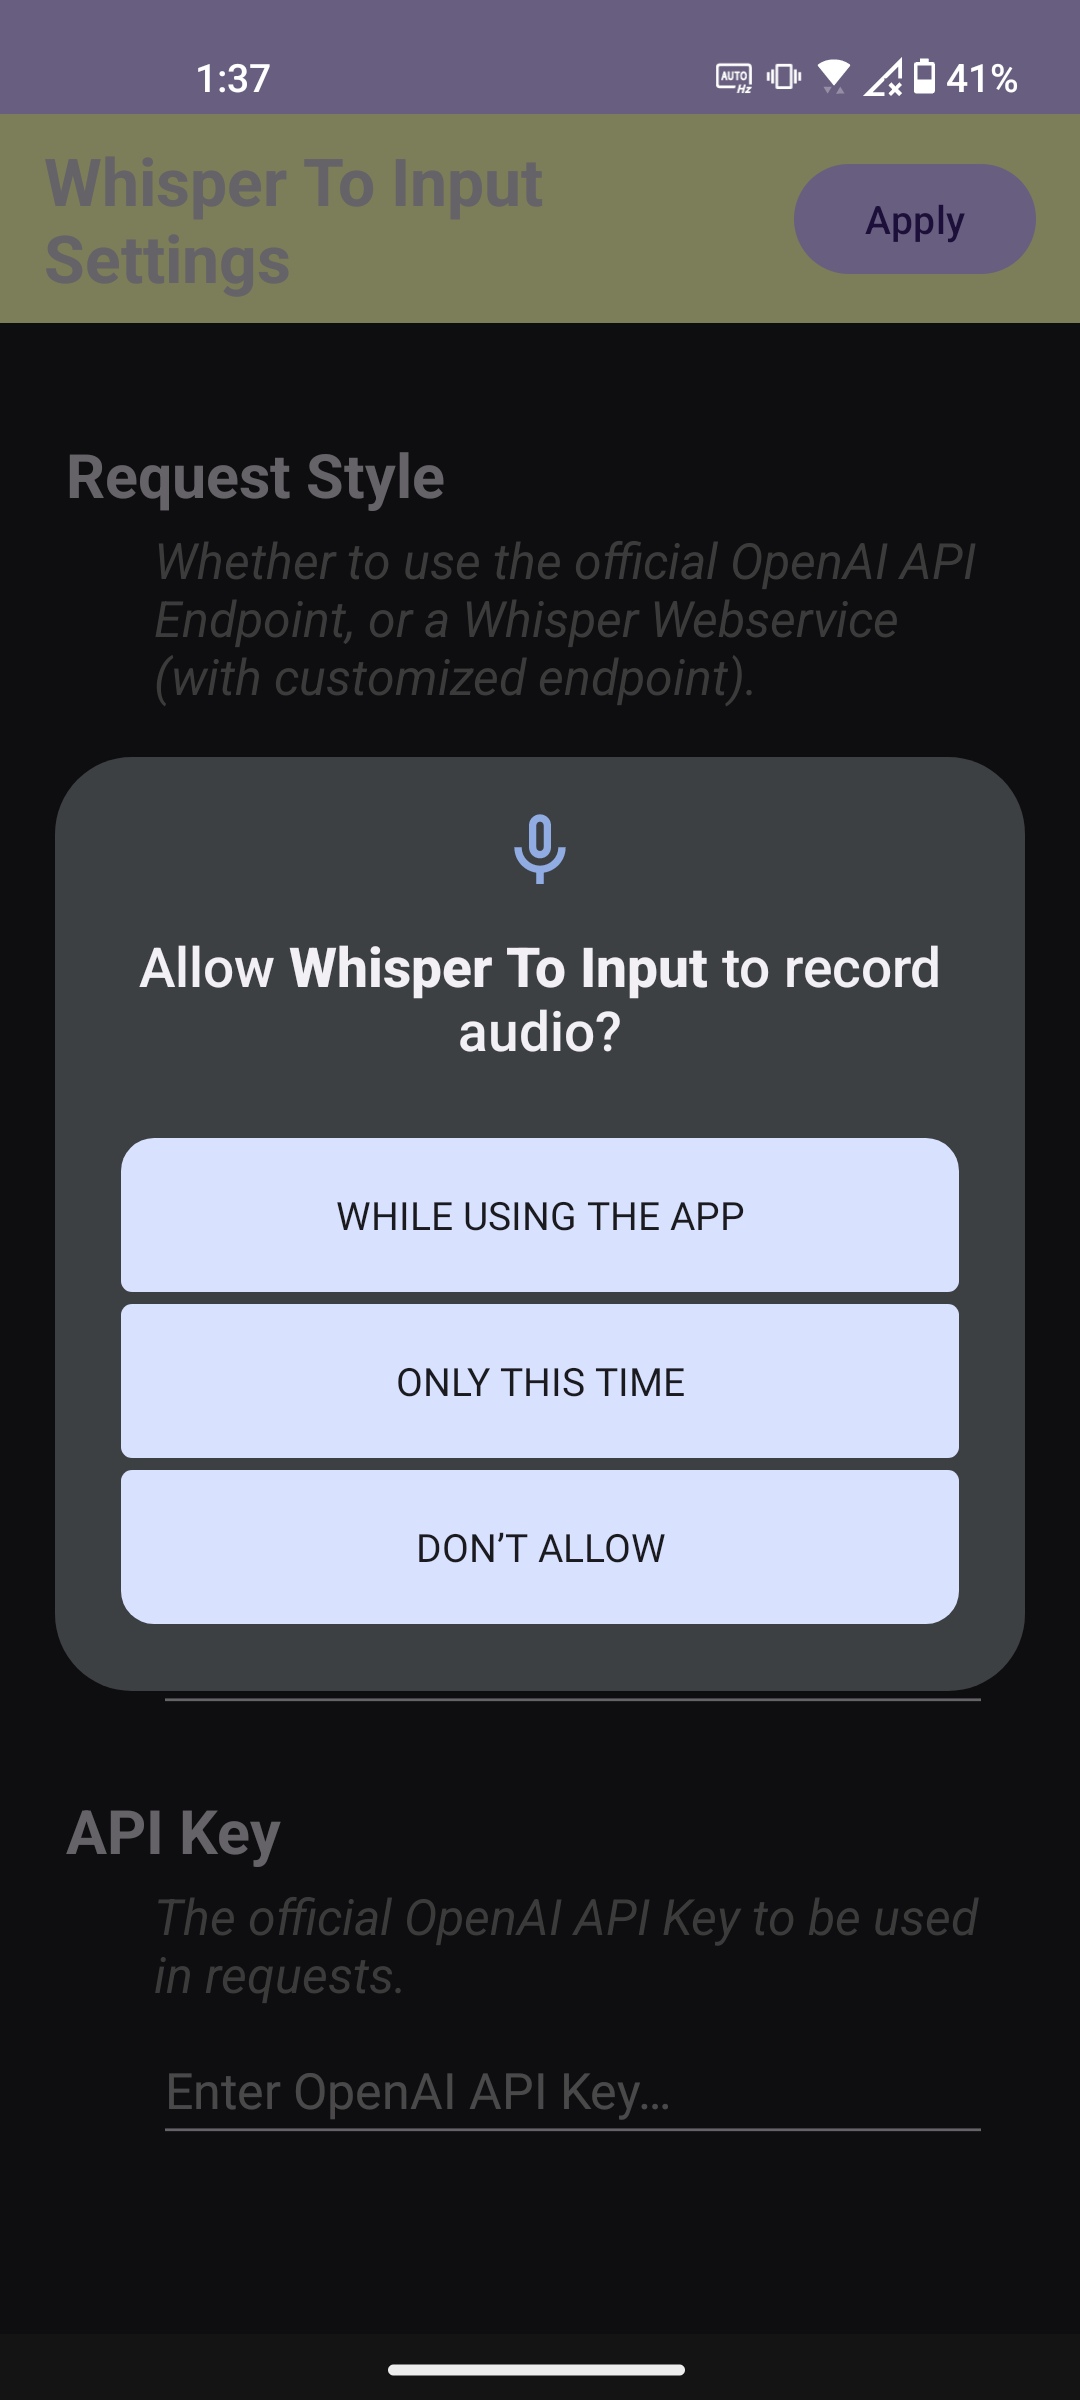 1:37
AUTO Hz
41%
Whisper To Input
Settings
Apply
Request Style
Whether to use the official OpenAI API
Endpoint, or a Whisper Webservice
(with customized endpoint).
Allow Whisper To Input to record
audio?
WHILE USING THE APP
ONLY THIS TIME
DON’T ALLOW
API Key
The official OpenAI API Key to be used
in requests.
Enter OpenAI API Key...